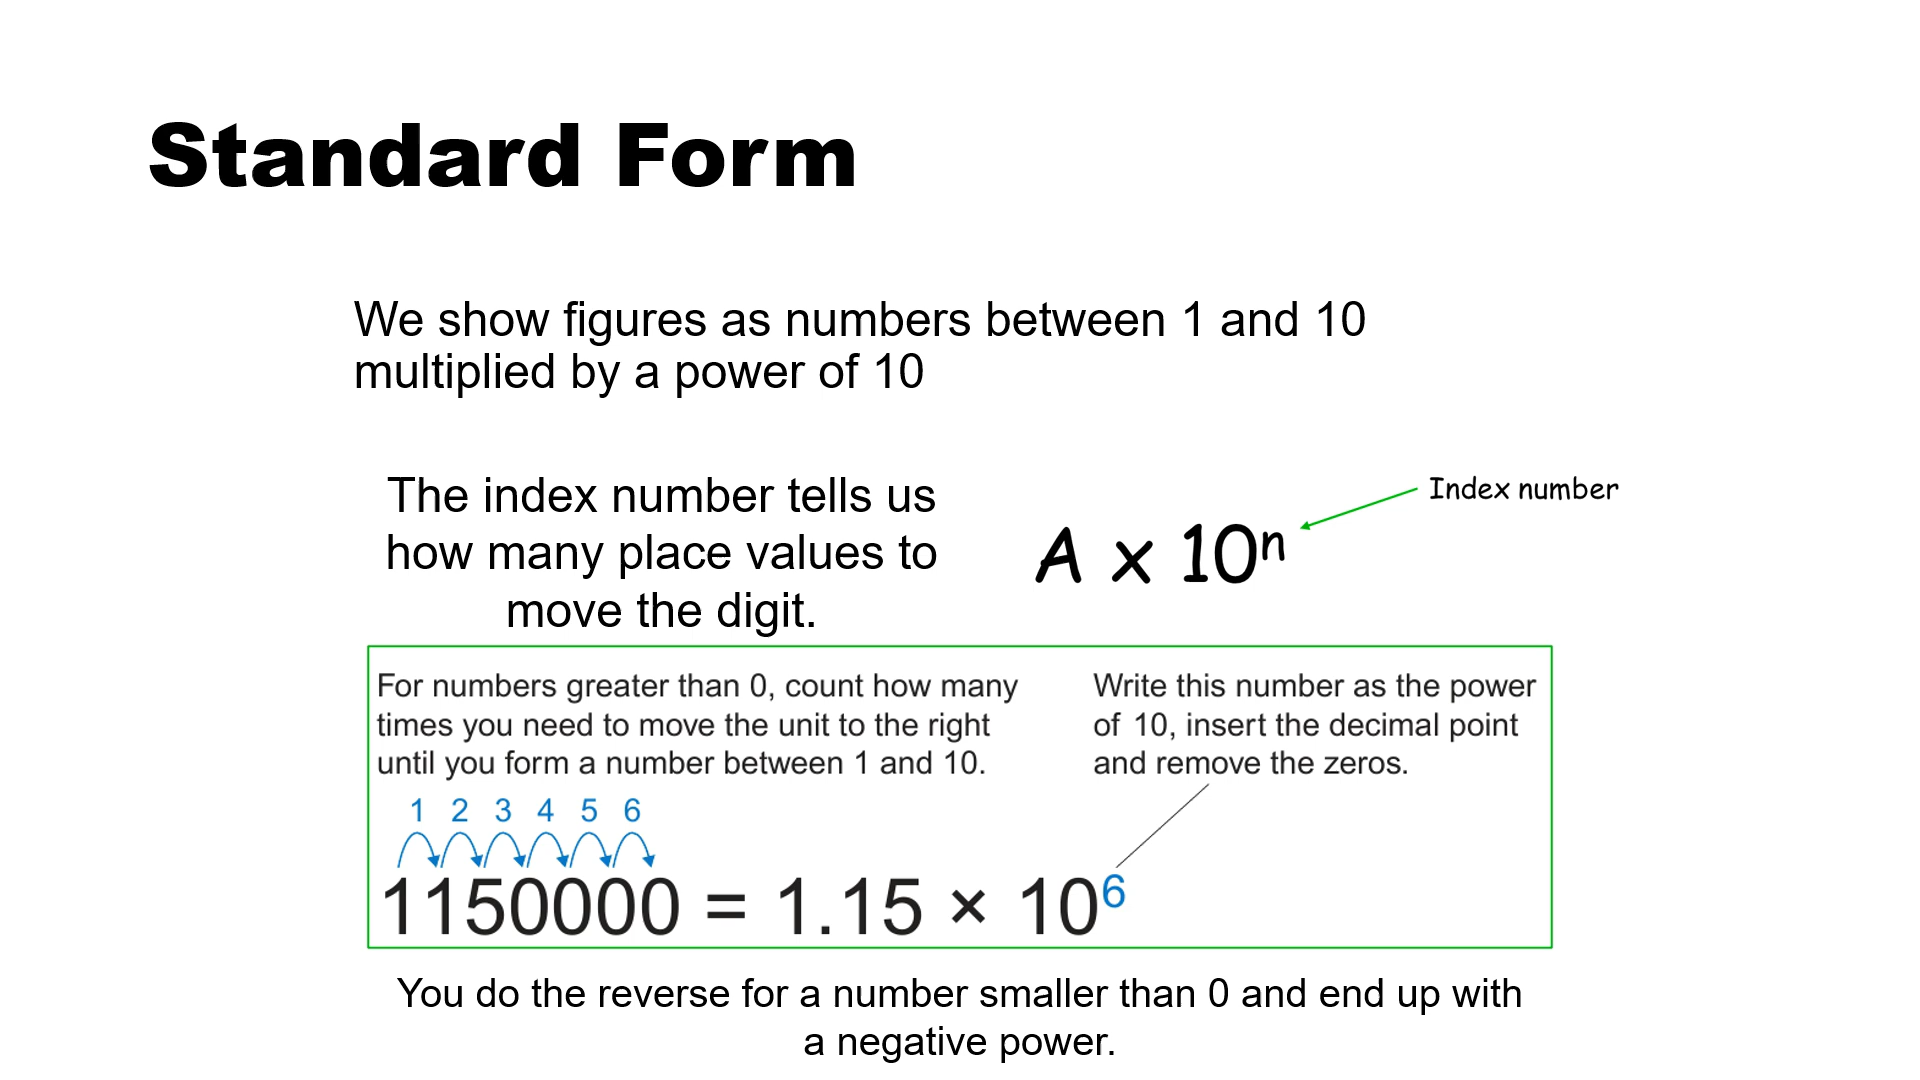 Standard Form
We show figures as numbers between 1 and 10
multiplied by a power of 10
The index number tells us
how many place values to
move the digit.
Index number
A x 10ⁿ
For numbers greater than 0, count how many
times you need to move the unit to the right
until you form a number between 1 and 10.
Write this number as the power
of 10, insert the decimal point
and remove the zeros.
1 2 3 4 5 6
1150000 = 1.15 × 10⁶
You do the reverse for a number smaller than 0 and end up with
a negative power.